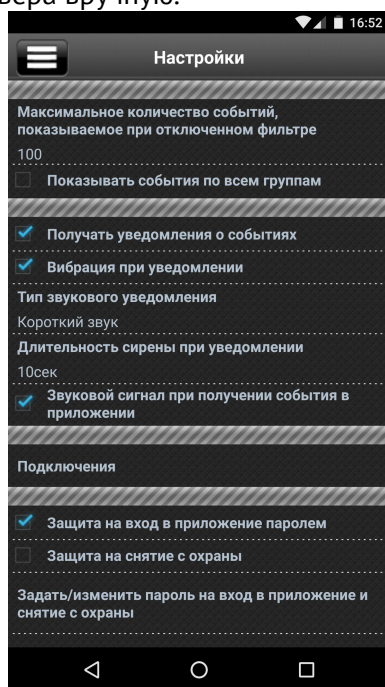 вера вручную.
16:52
Настройки
Максимальное количество событий,
показываемое при отключенном фильтре
100
Показывать события по всем группам
Получать уведомления о событиях
Вибрация при уведомлении
Тип звукового уведомления
Короткий звук
Длительность сирены при уведомлении
10сек
Звуковой сигнал при получении события в
приложении
Подключения
Защита на вход в приложение паролем
Защита на снятие с охраны
Задать/изменить пароль на вход в приложение и
снятие с охраны